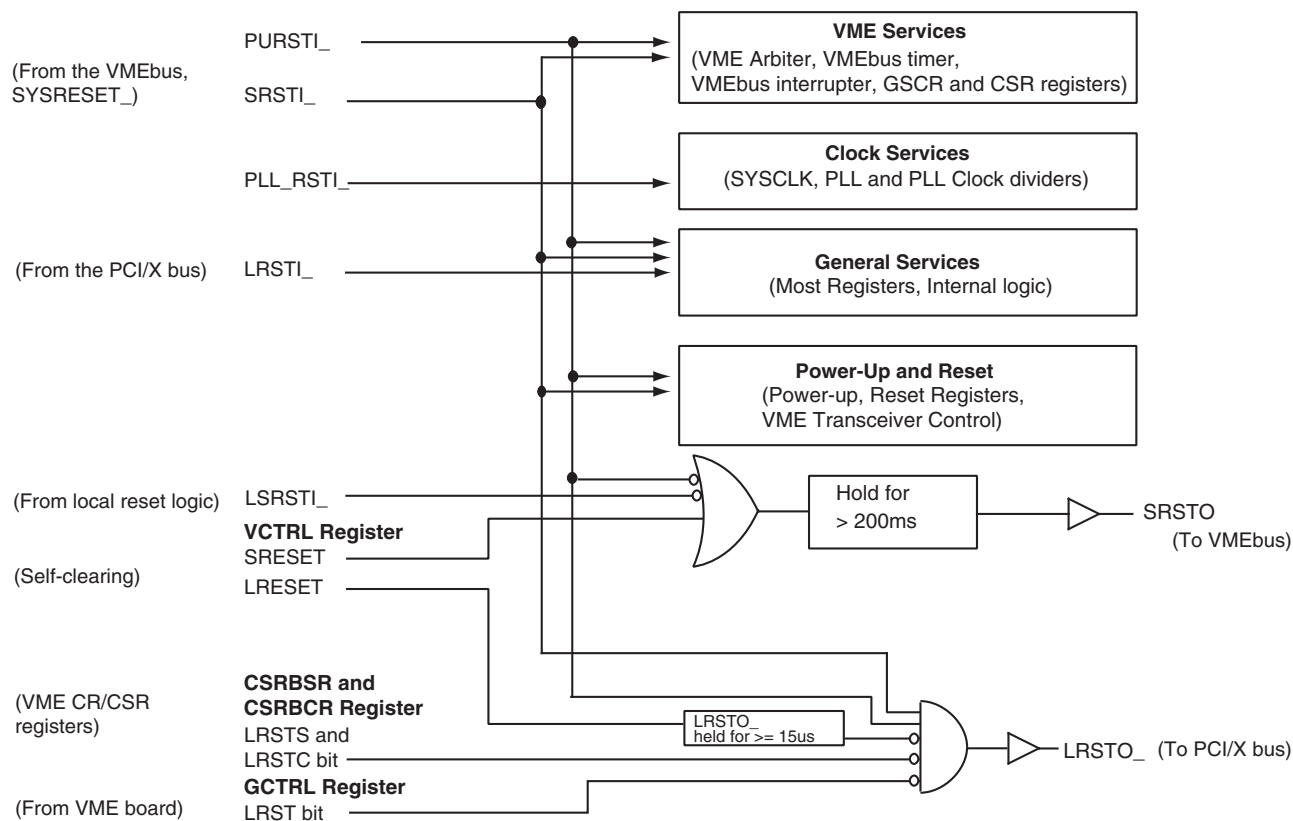 PURSTI_
(From the VMEbus,
SYSRESET_)
SRSTI_
VME Services
(VME Arbiter, VMEbus timer,
VMEbus interrupter, GSCR and CSR registers)
PLL_RSTI_
Clock Services
(SYSCLK, PLL and PLL Clock dividers)
(From the PCI/X bus)
LRSTI_
General Services
(Most Registers, Internal logic)
Power-Up and Reset
(Power-up, Reset Registers,
VME Transceiver Control)
(From local reset logic)
LSRSTI_
VCTRL Register
SRESET
(Self-clearing)
LRESET
Hold for
> 200ms
SRSTO
(To VMEbus)
(VME CR/CSR
registers)
CSRBSR and
CSRBCR Register
LRSTS and
LRSTC bit
LRSTO_
held for >= 15us
LRSTO_ (To PCI/X bus)
GCTRL Register
(From VME board)
LRST bit